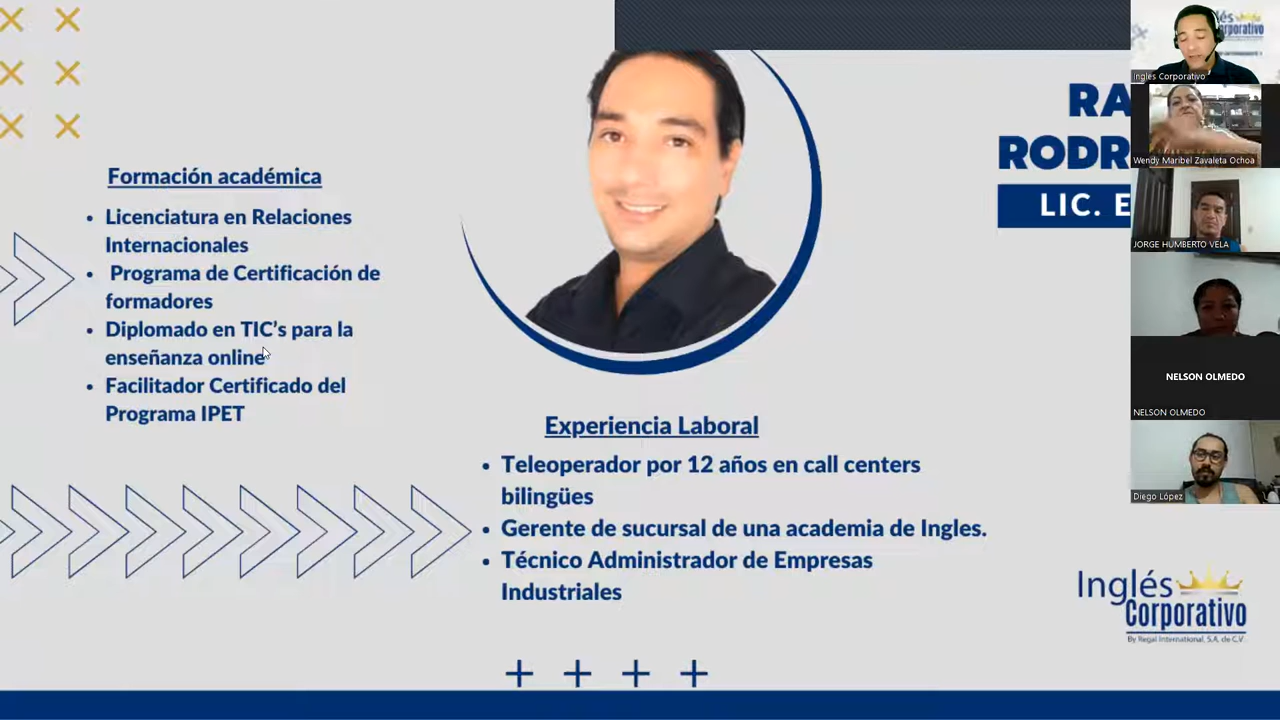 Formación académica
• Licenciatura en Relaciones
Internacionales
• Programa de Certificación de
formadores
• Diplomado en TIC’s para la
enseñanza online
• Facilitador Certificado del
Programa IPET
RA
RODR
LIC. E
Experiencia Laboral
• Teleoperador por 12 años en call centers
bilingües
• Gerente de sucursal de una academia de Ingles.
• Técnico Administrador de Empresas
Industriales
Inglés
Corporativo
By Regal International, S.A. de C.V.
Inglés Corporativo
Wendy Maribel Zavaleta Ochoa
JORGE HUMBERTO VELA
NELSON OLMEDO
NELSON OLMEDO
Diego López